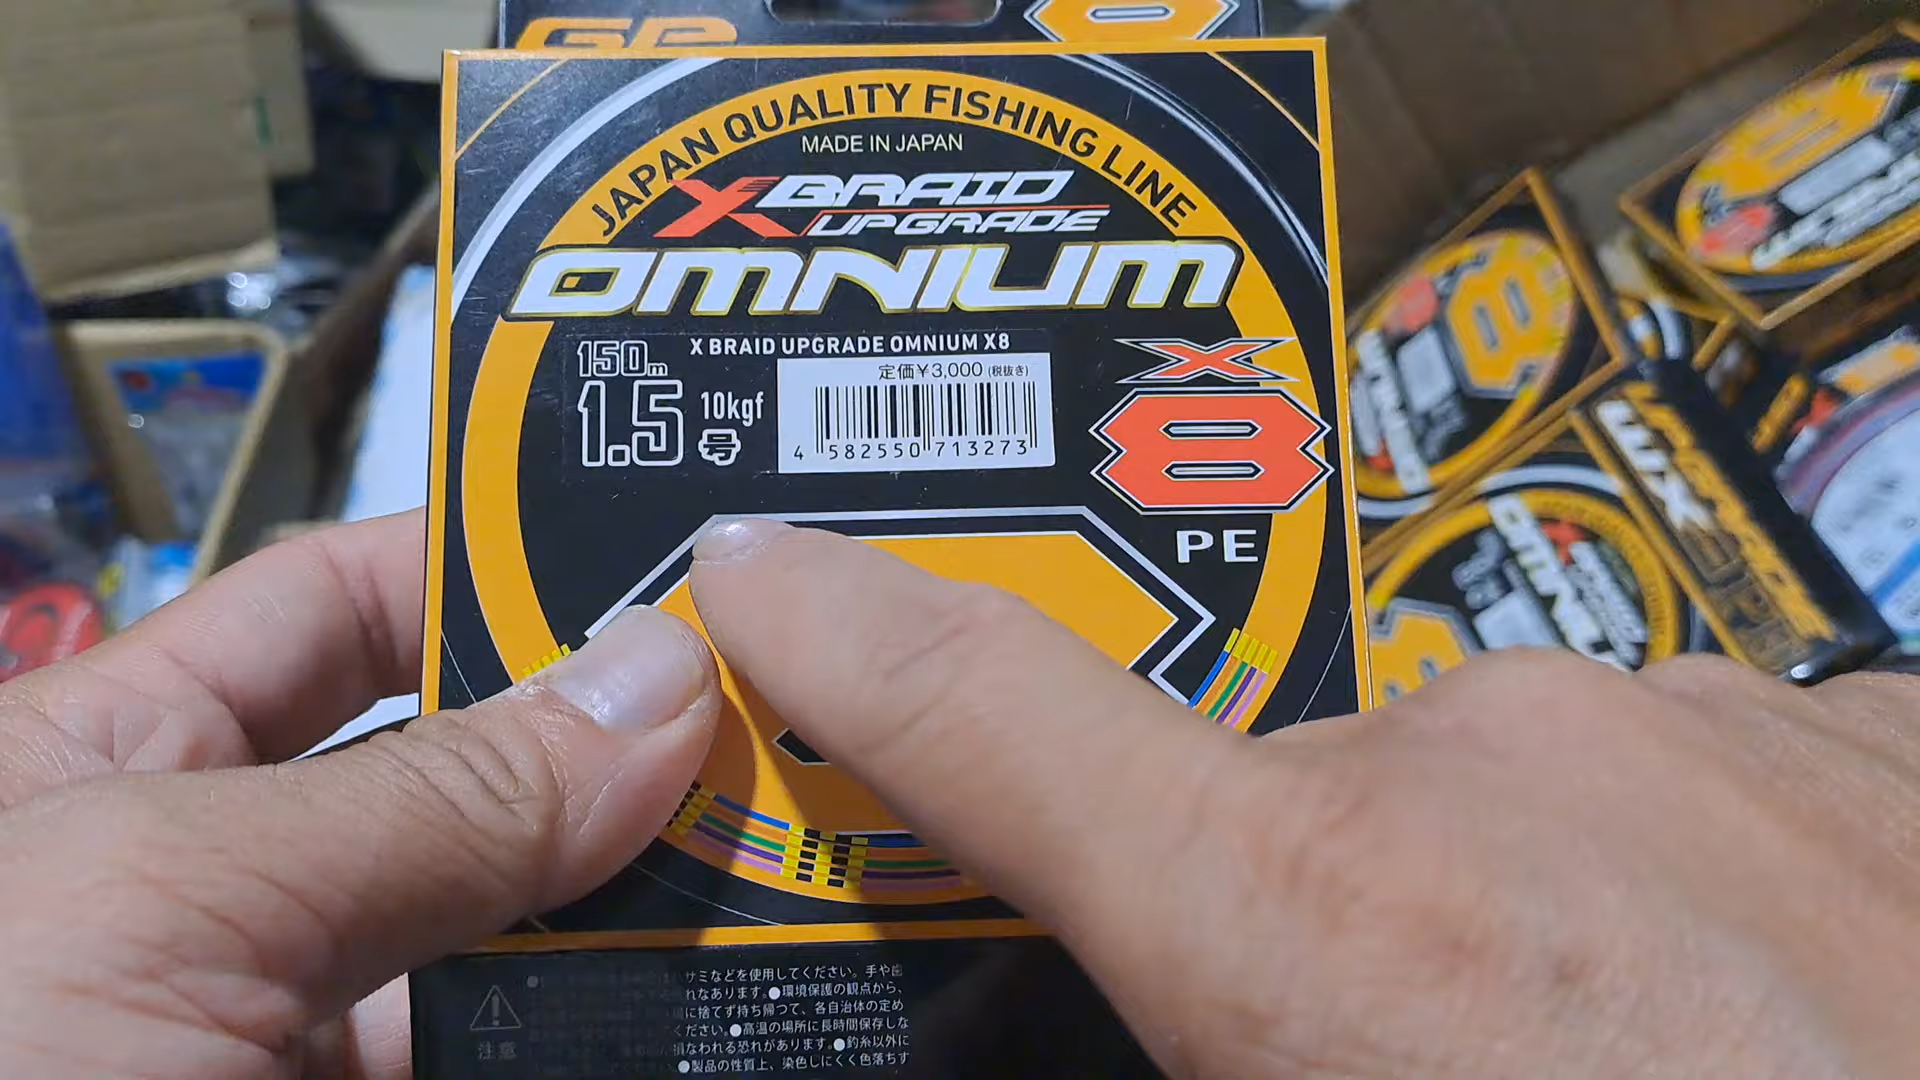 JAPAN QUALITY FISHING LINE
MADE IN JAPAN
XBRAID
UPGRADE
OMNIUM
X BRAID UPGRADE OMNIUM X8
150m
定価¥3,000 (税抜き)
1.5号
10kgf
4 582550 713273
X
8
PE
サミなどを使用してください。手や歯
れなあります。●環境保護の観点から、
に捨てず持ち帰つて、各自治体の定め
ください。●高温の場所に長時間保存しな
損なわれる恐れがあります。●釣糸以外に
注意
●製品の性質上、染色しにくく色落ちす
OMNIUM
UPGRADE